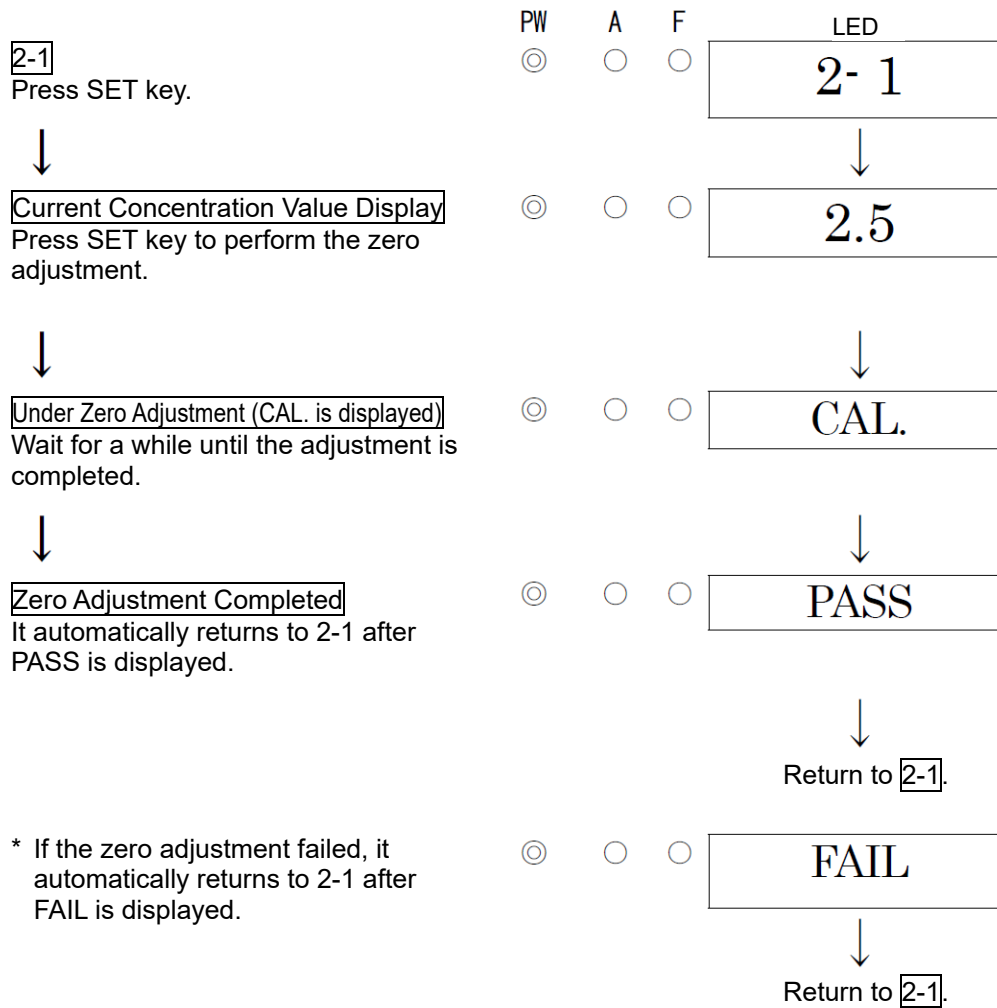 PW A F LED
2-1
Press SET key.
2- 1
Current Concentration Value Display
Press SET key to perform the zero
adjustment.
2.5
Under Zero Adjustment (CAL. is displayed)
Wait for a while until the adjustment is
completed.
CAL.
Zero Adjustment Completed
It automatically returns to 2-1 after
PASS is displayed.
PASS
Return to 2-1.
* If the zero adjustment failed, it
automatically returns to 2-1 after
FAIL is displayed.
FAIL
Return to 2-1.